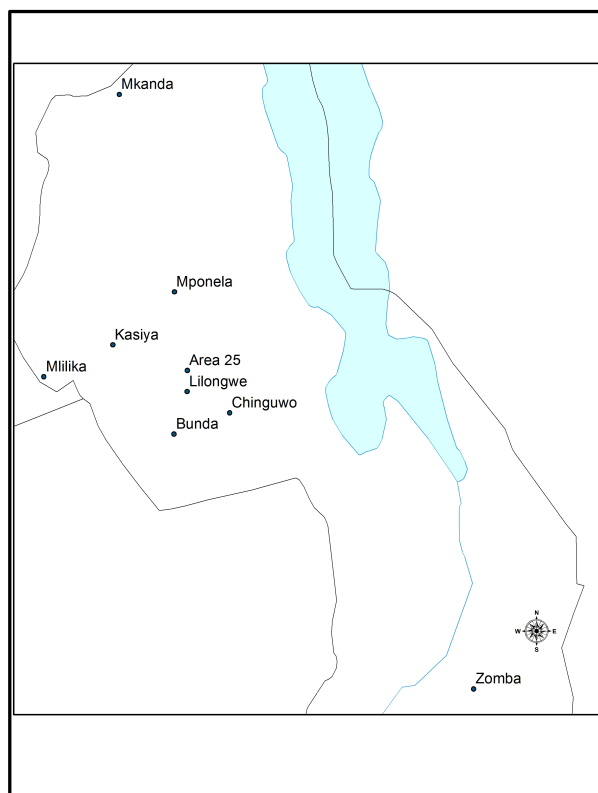 Mkanda
Mponela
Kasiya
Area 25
Mlilika
Lilongwe
Chinguwo
Bunda
N
W E
S
Zomba